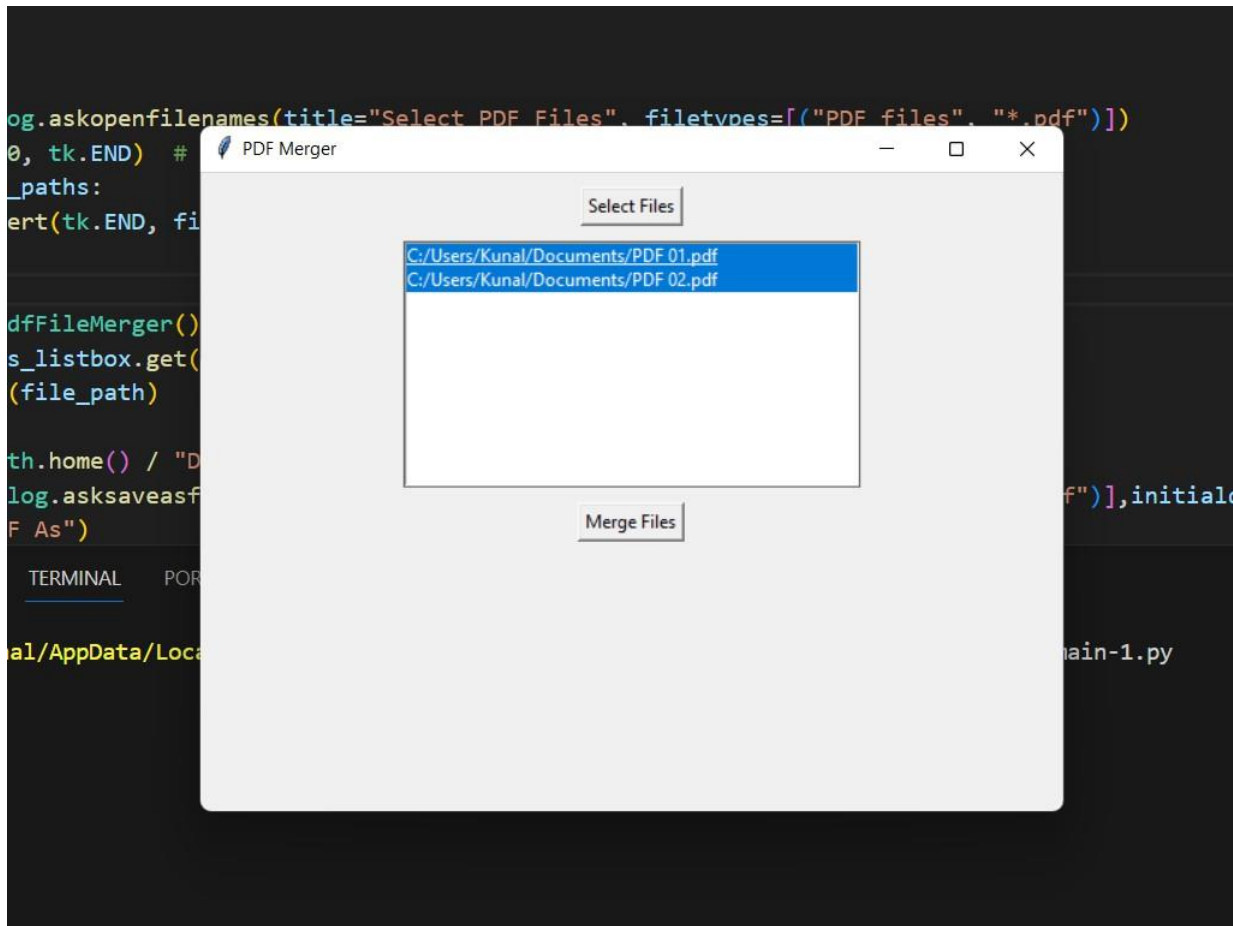 og.askopenfilenames(title="Select PDF Files", filetypes=[("PDF files", "*.pdf")])
0, tk.END) #
_paths:
ert(tk.END, fi
dfFileMerger()
s_listbox.get(
(file_path)
th.home() / "D
log.asksaveasf f")],initial
F As")
TERMINAL POR
al/AppData/Loca ain-1.py
PDF Merger
Select Files
C:/Users/Kunal/Documents/PDF 01.pdf
C:/Users/Kunal/Documents/PDF 02.pdf
Merge Files